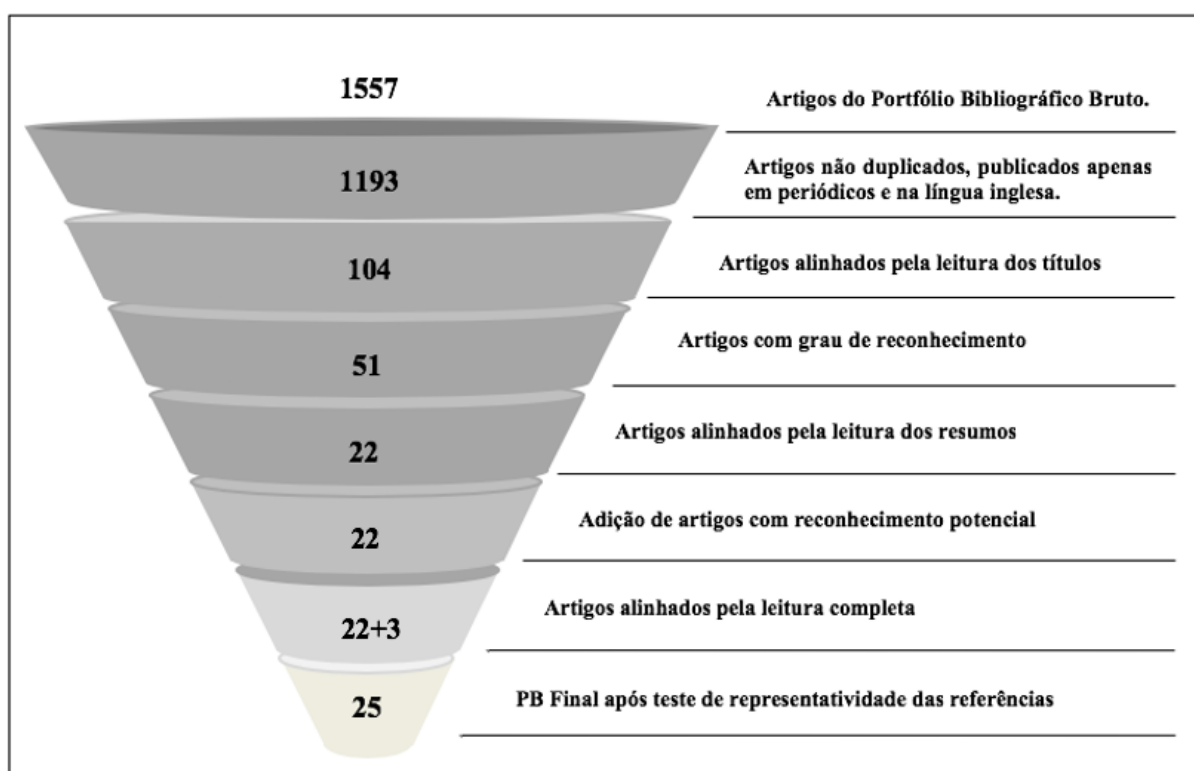 1557
Artigos do Portfólio Bibliográfico Bruto.
1193
Artigos não duplicados, publicados apenas
em periódicos e na língua inglesa.
104
Artigos alinhados pela leitura dos títulos
51
Artigos com grau de reconhecimento
22
Artigos alinhados pela leitura dos resumos
22
Adição de artigos com reconhecimento potencial
22+3
Artigos alinhados pela leitura completa
25
PB Final após teste de representatividade das referências